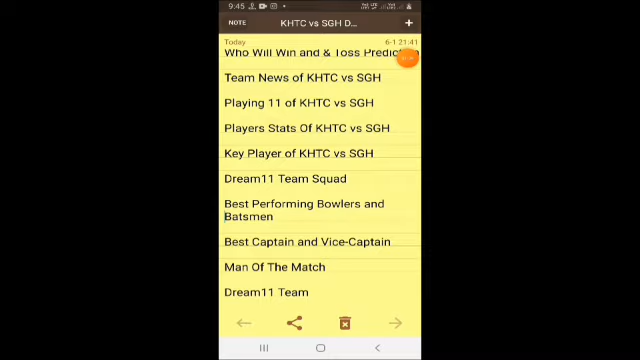 9:45
NOTE KHTC vs SGH D... +
Today 6-1 21:41
Who Will Win and & Toss Prediction
Team News of KHTC vs SGH
Playing 11 of KHTC vs SGH
Players Stats Of KHTC vs SGH
Key Player of KHTC vs SGH
Dream11 Team Squad
Best Performing Bowlers and
Batsmen
Best Captain and Vice-Captain
Man Of The Match
Dream11 Team